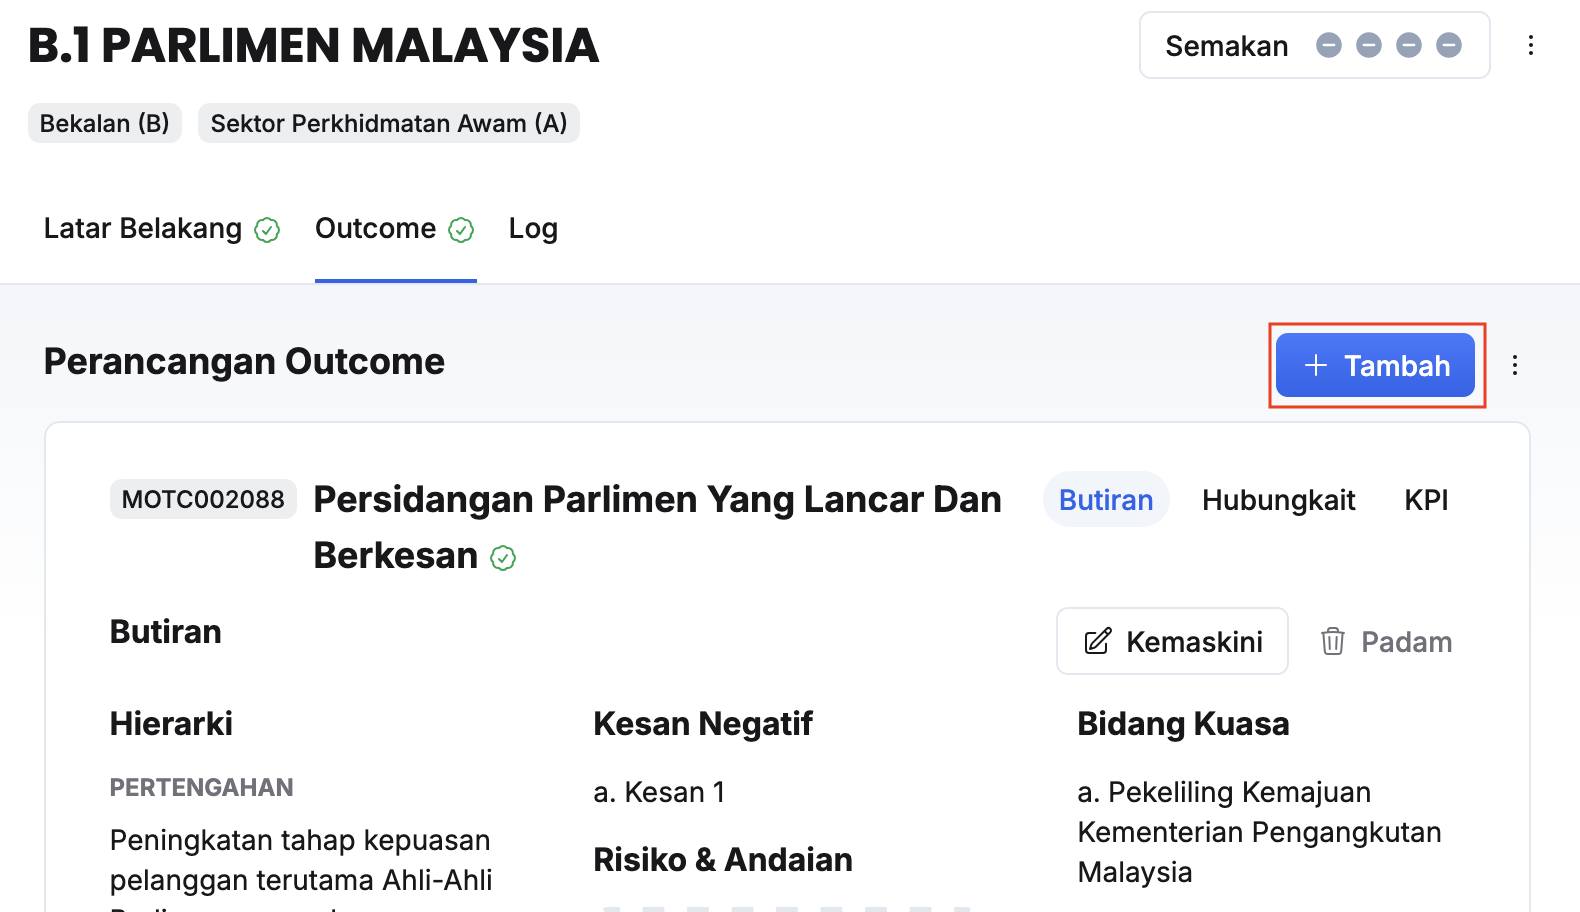 B.1 PARLIMEN MALAYSIA
Semakan
Bekalan (B)
Sektor Perkhidmatan Awam (A)
Latar Belakang
Outcome
Log
Perancangan Outcome
Tambah
MOTC002088
Persidangan Parlimen Yang Lancar Dan
Berkesan
Butiran
Hubungkait
KPI
Butiran
Kemaskini
Padam
Hierarki
PERTENGAHAN
Peningkatan tahap kepuasan
pelanggan terutama Ahli-Ahli
Kesan Negatif
a. Kesan 1
Risiko & Andaian
Bidang Kuasa
a. Pekeliling Kemajuan
Kementerian Pengangkutan
Malaysia